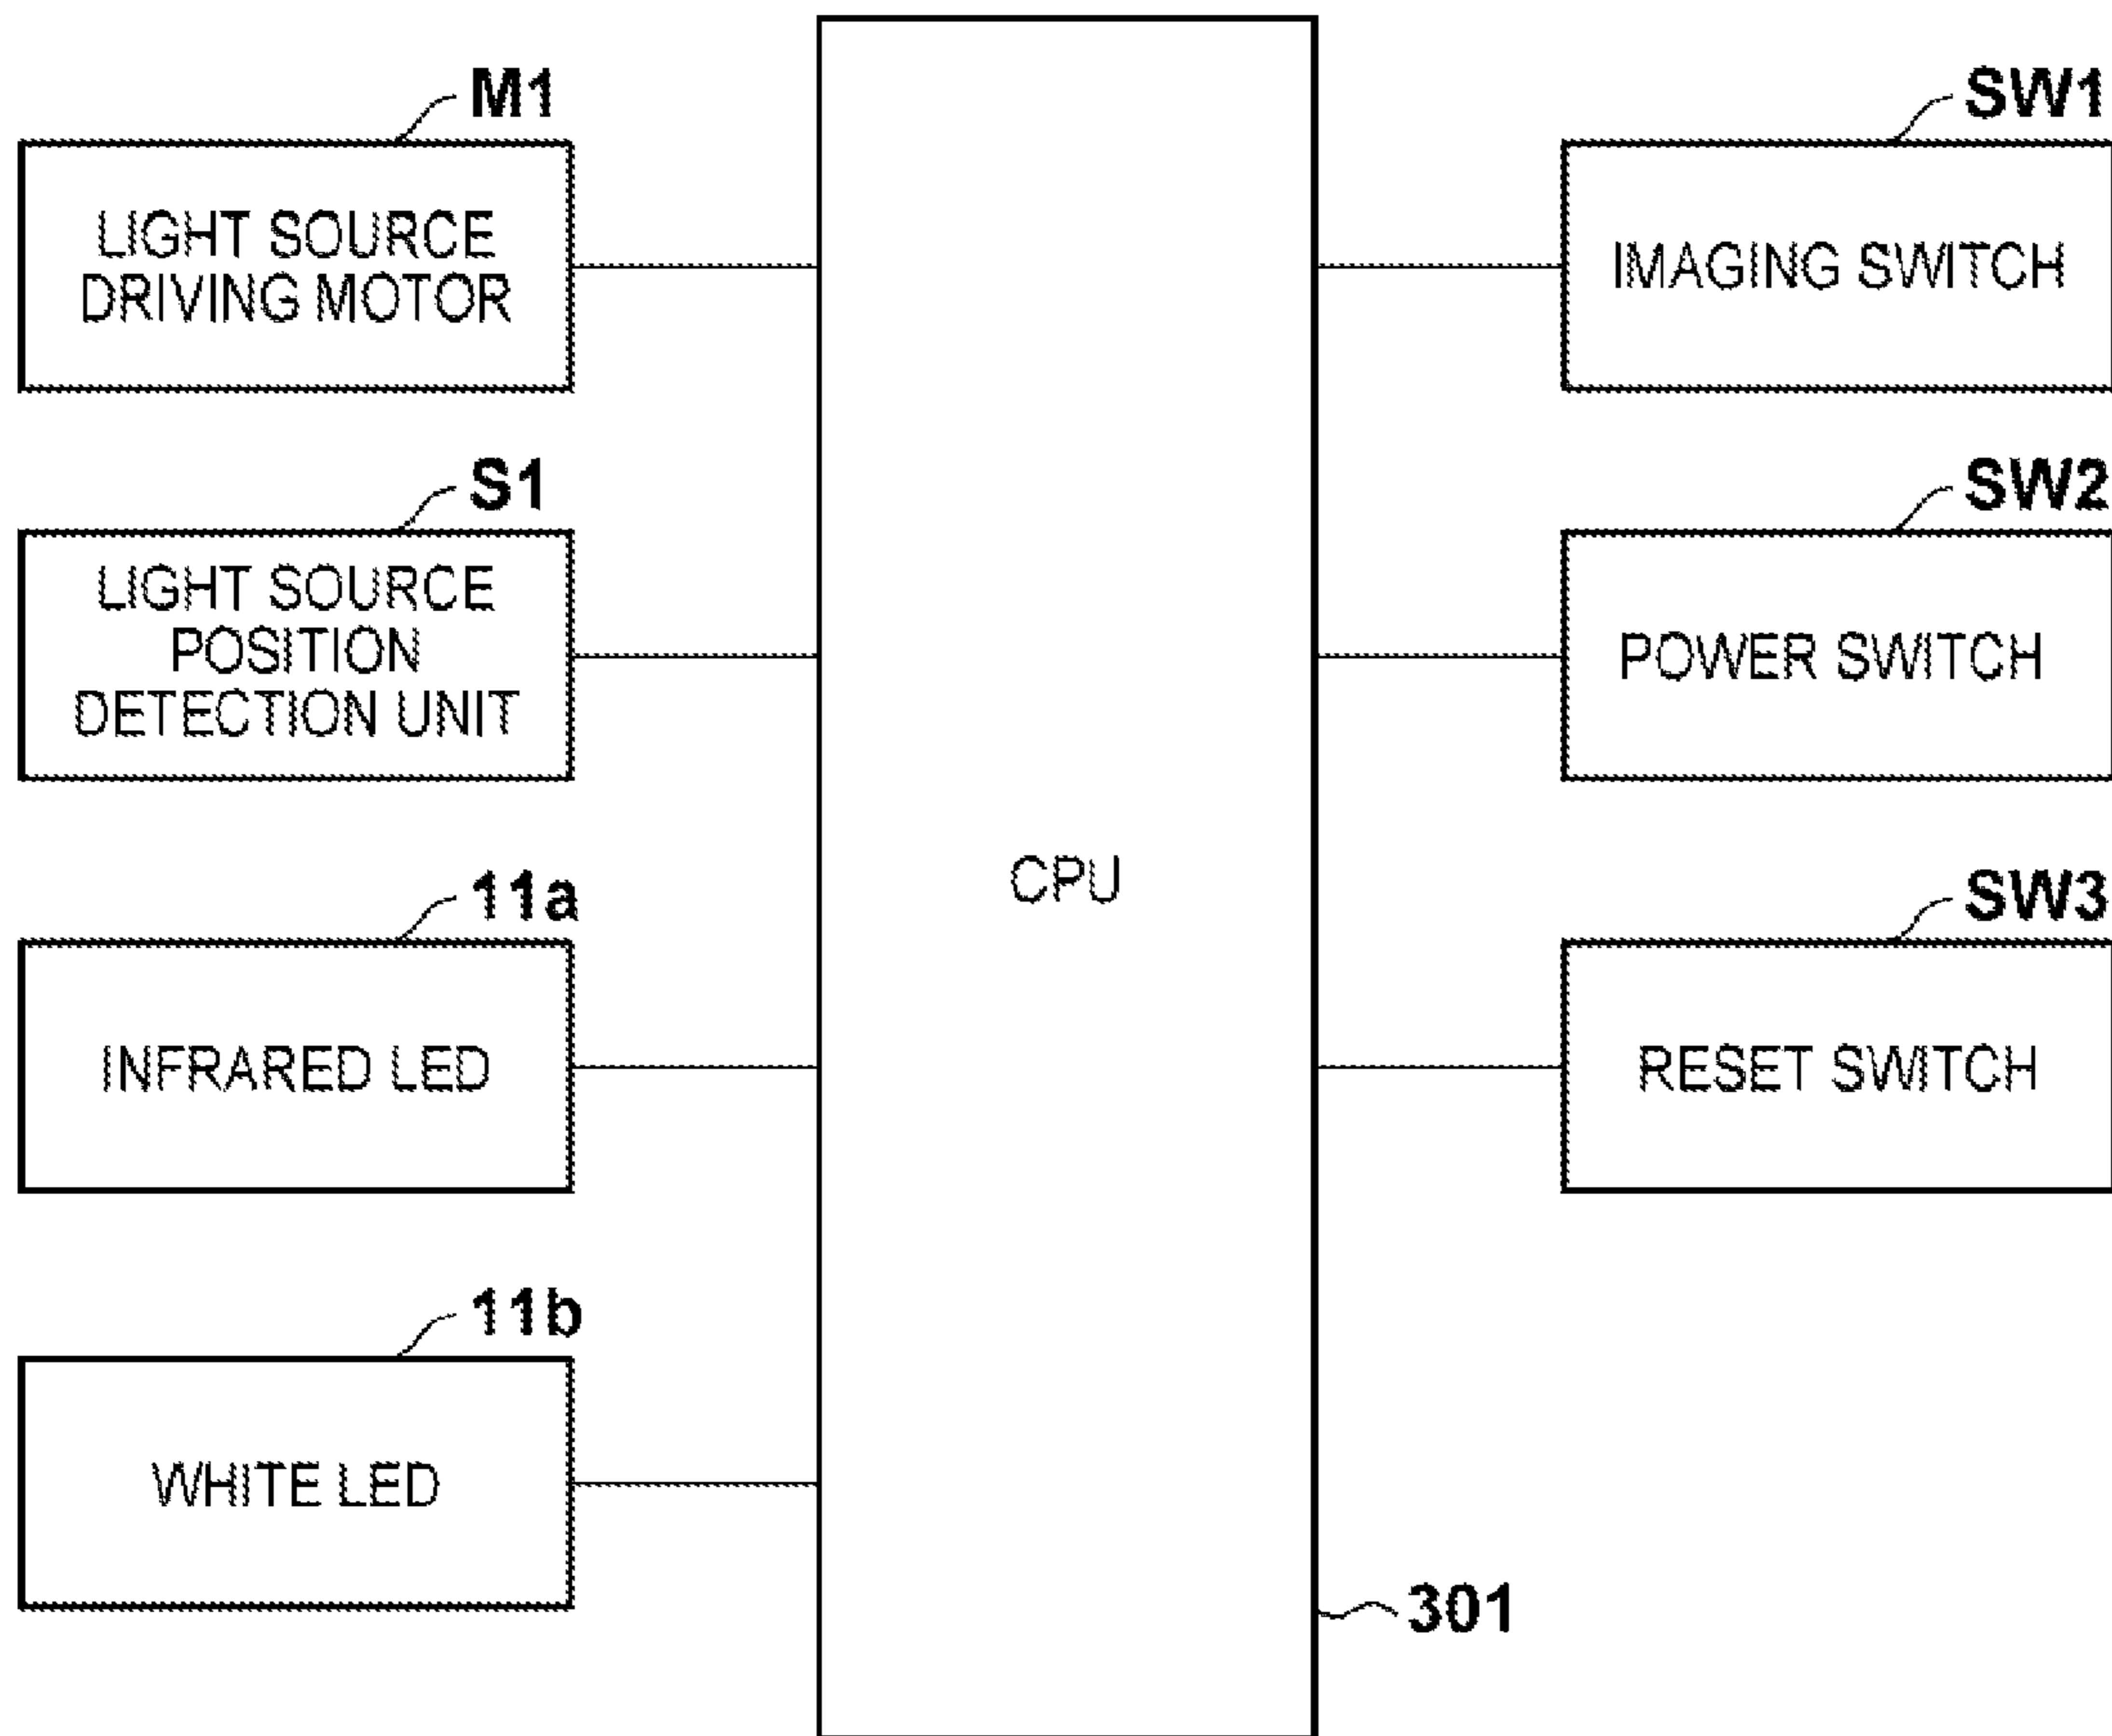 M1
LIGHT SOURCE
DRIVING MOTOR
S1
LIGHT SOURCE
POSITION
DETECTION UNIT
11a
INFRARED LED
11b
WHITE LED
CPU
301
SW1
IMAGING SWITCH
SW2
POWER SWITCH
SW3
RESET SWITCH